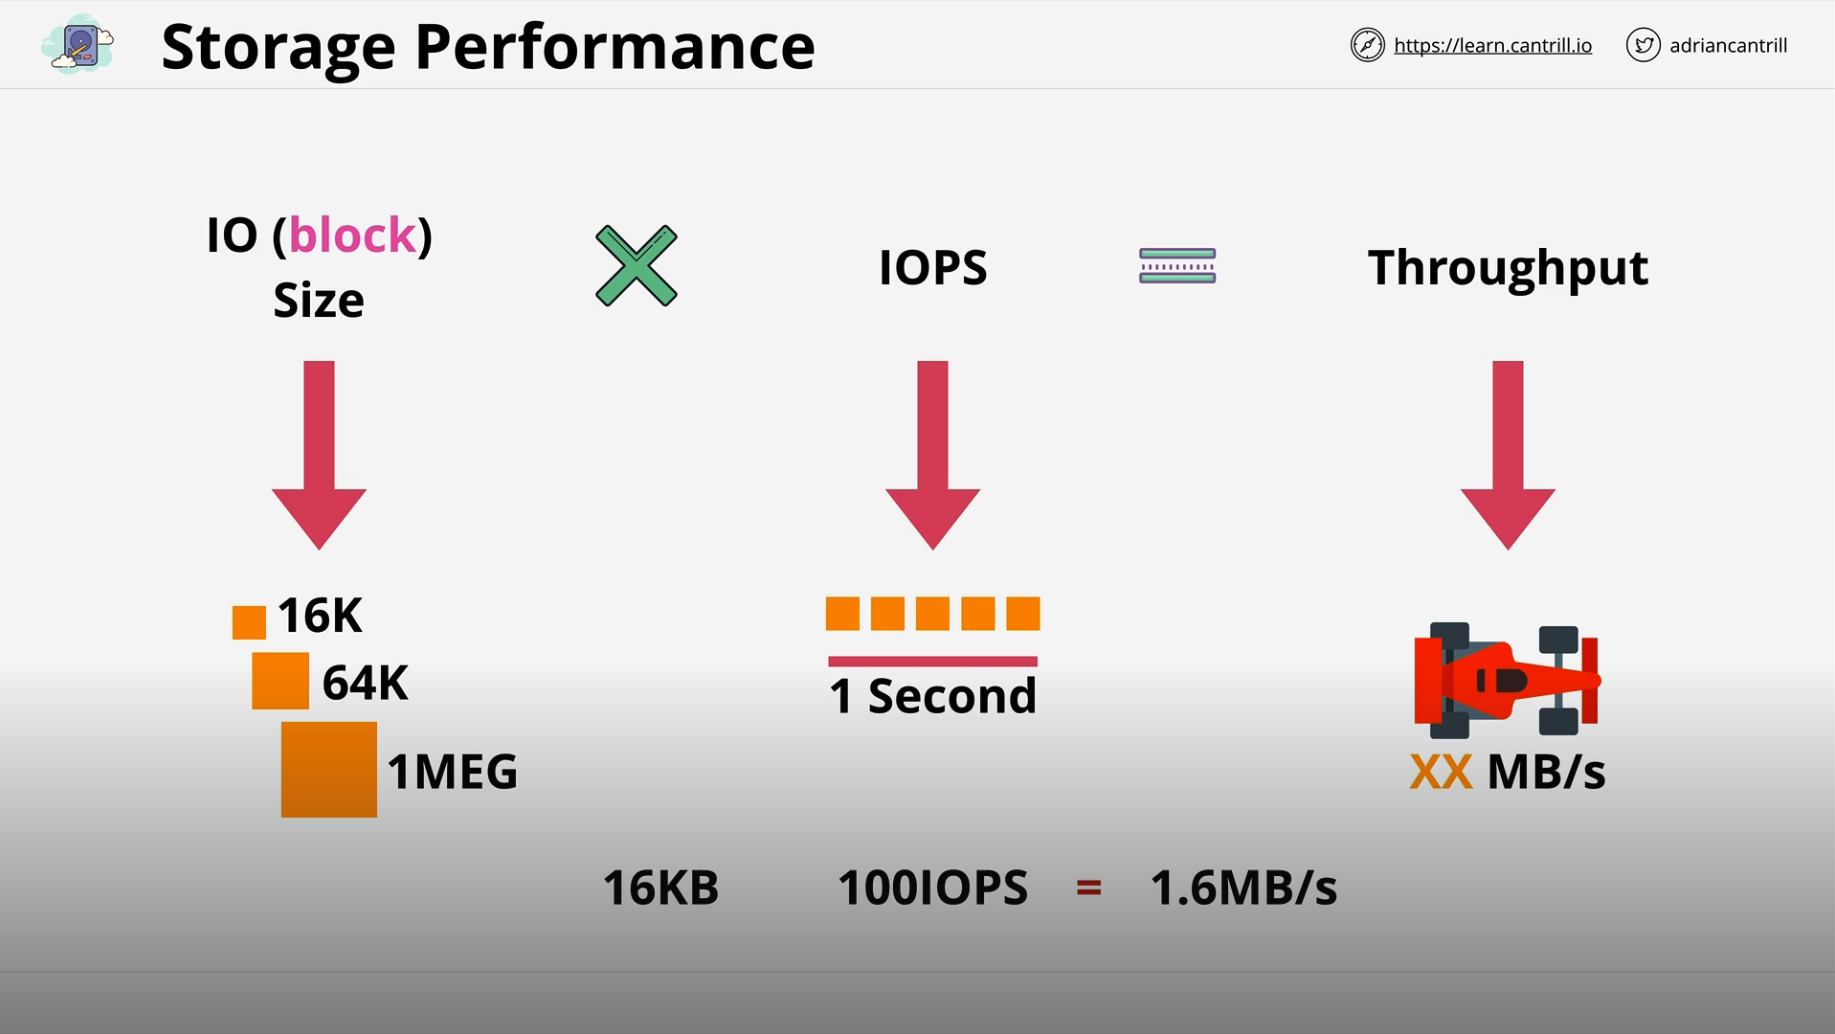 Storage Performance
https://learn.cantrill.io
adriancantrill
IO (block)
Size
IOPS
Throughput
16K
64K
1MEG
1 Second
XX MB/s
16KB 100IOPS = 1.6MB/s